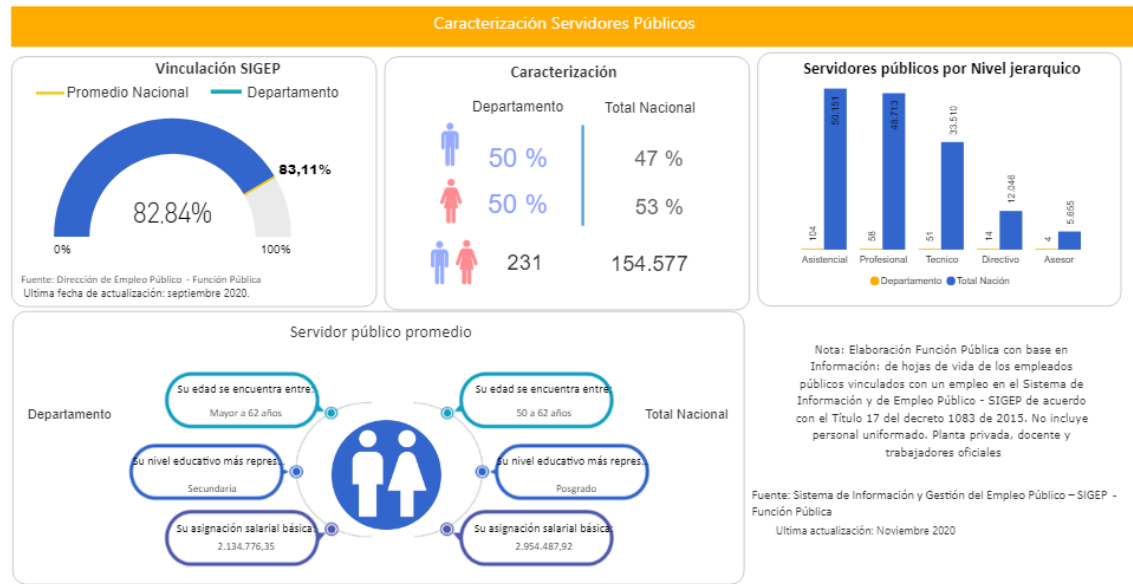 Caracterización Servidores Públicos
Vinculación SIGEP
Promedio Nacional
Departamento
83,11%
82,84%
0%
100%
Fuente: Dirección de Empleo Público - Función Pública
Ultima fecha de actualización: septiembre 2020.
Caracterización
Departamento
Total Nacional
50 %
47 %
50 %
53 %
231
154.577
Servidores públicos por Nivel jerarquico
104
50.151
58
48.713
51
33.510
14
12.046
4
5.655
Asistencial
Profesional
Tecnico
Directivo
Asesor
Departamento
Total Nación
Servidor público promedio
Departamento
Total Nacional
Su edad se encuentra entre:
Mayor a 62 años
Su edad se encuentra entre:
50 a 62 años
Su nivel educativo más repres...
Secundaria
Su nivel educativo más repres...
Posgrado
Su asignación salarial básica:
2.134.776,35
Su asignación salarial básica:
2.954.487,92
Nota: Elaboración Función Pública con base en
Información: de hojas de vida de los empleados
públicos vinculados con un empleo en el Sistema de
Información y de Empleo Público - SIGEP de acuerdo
con el Título 17 del decreto 1083 de 2015. No incluye
personal uniformado. Planta privada, docente y
trabajadores oficiales
Fuente: Sistema de Información y Gestión del Empleo Público – SIGEP -
Función Pública
Ultima actualización: Noviembre 2020